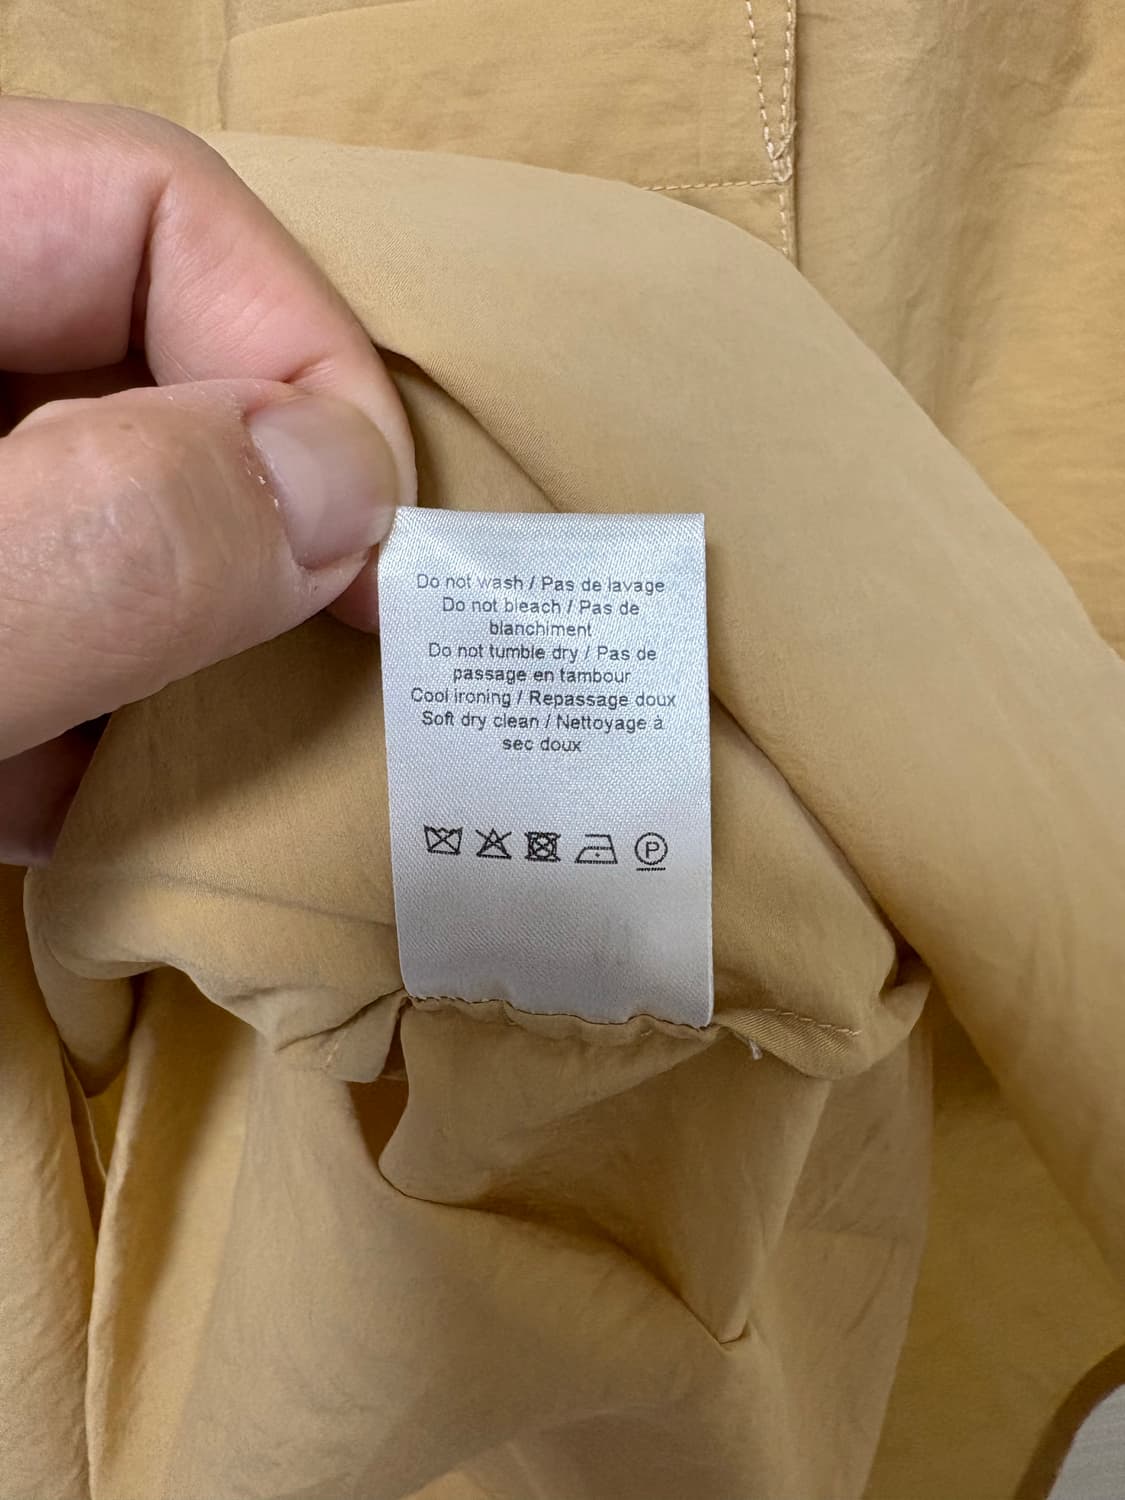 Do not wash / Pas de lavage
Do not bleach / Pas de
blanchiment
Do not tumble dry / Pas de
passage en tambour
Cool ironing / Repassage doux
Soft dry clean / Nettoyage à
sec doux
P